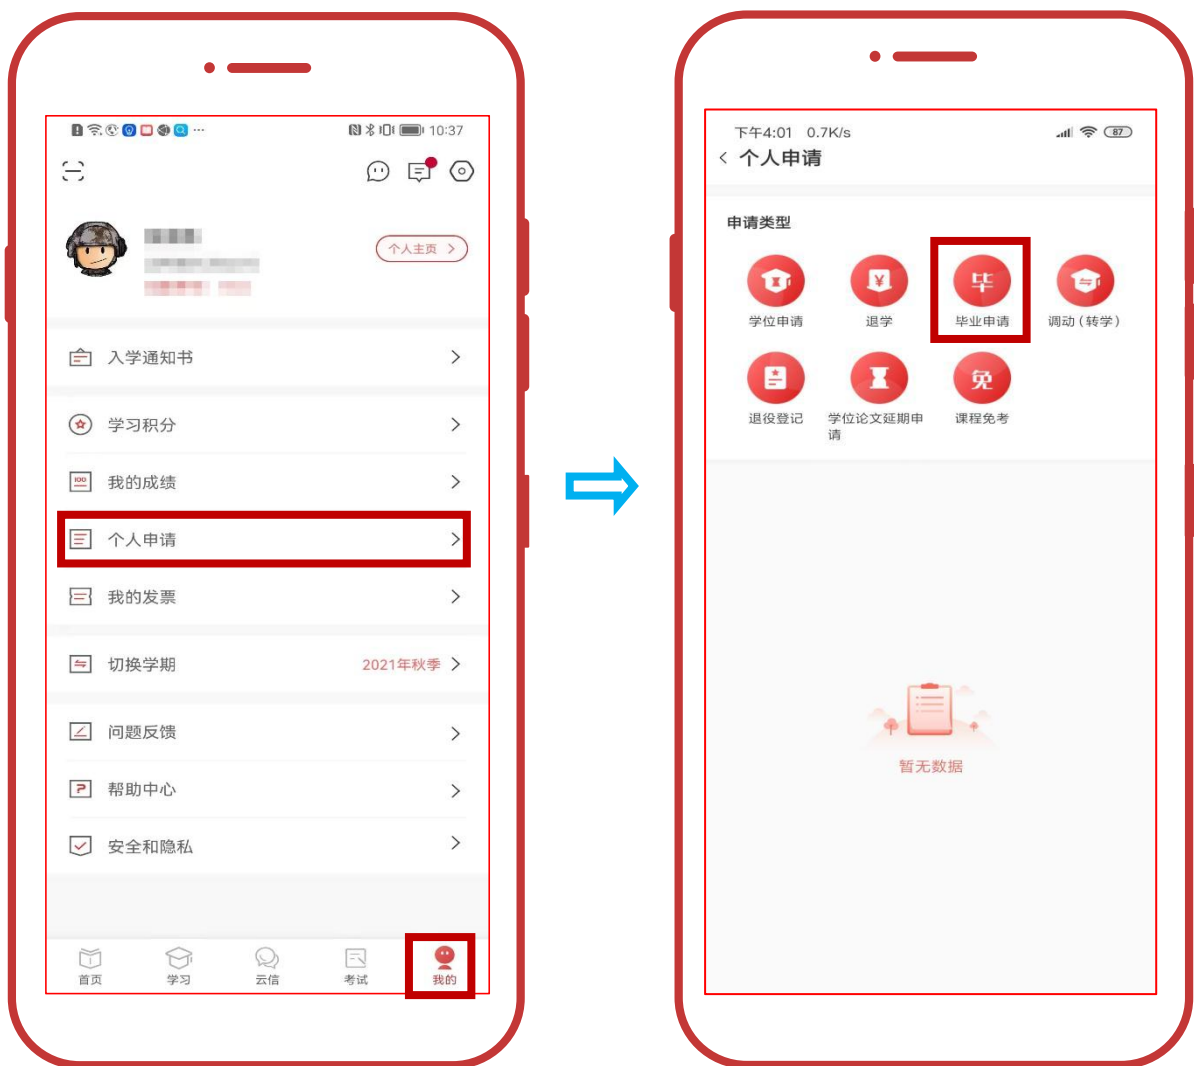 10:37
个人主页
入学通知书
学习积分
100
我的成绩
个人申请
我的发票
切换学期 2021年秋季
问题反馈
帮助中心
安全和隐私
首页 学习 云信 考试 我的
下午4:01 0.7K/s 87
个人申请
申请类型
毕
学位申请 退学 毕业申请 调动(转学)
免
退役登记 学位论文延期申 课程免考
请
暂无数据